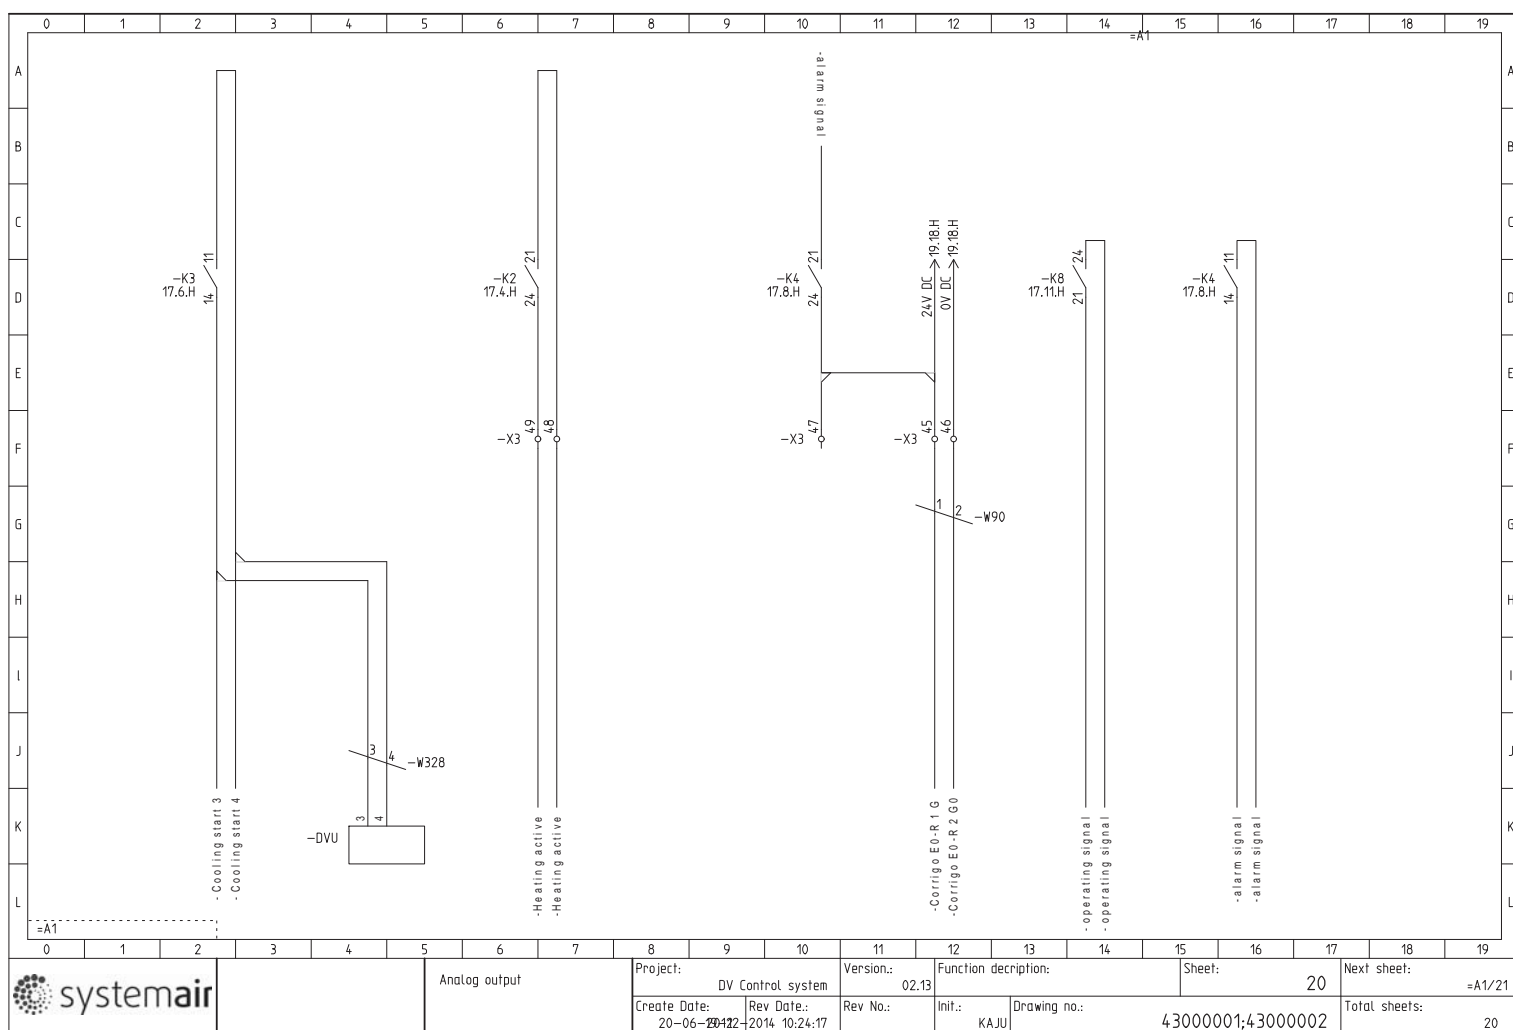 0 1 2 3 4 5 6 7 8 9 10 11 12 13 14 15 16 17 18 19
=A1
A A
B B
C C
D D
E E
F F
G G
H H
I I
J J
K K
L L
-K3
17.6.H
11
14
-K2
17.4.H
21
24
-alarm signal
-K4
17.8.H
21
24
24V DC
19.18.H
0V DC
19.18.H
-K8
17.11.H
24
21
-K4
17.8.H
11
14
-X3 49 48
-X3 47
-X3 45 46
1 2 -W90
3 4 -W328
-DVU 3 4
-Cooling start 3
-Cooling start 4
-Heating active
-Heating active
-Corrigo E0-R 1 G
-Corrigo E0-R 2 G0
-operating signal
-operating signal
-alarm signal
-alarm signal
=A1
0 1 2 3 4 5 6 7 8 9 10 11 12 13 14 15 16 17 18 19
systemair
Analog output
Project:
DV Control system
Version.:
02.13
Function decription:
Sheet:
20
Next sheet:
=A1/21
Create Date:
20-06-
Rev Date.:
-2014 10:24:17
Rev No.:
Init.:
KAJU
Drawing no.:
43000001;43000002
Total sheets:
20